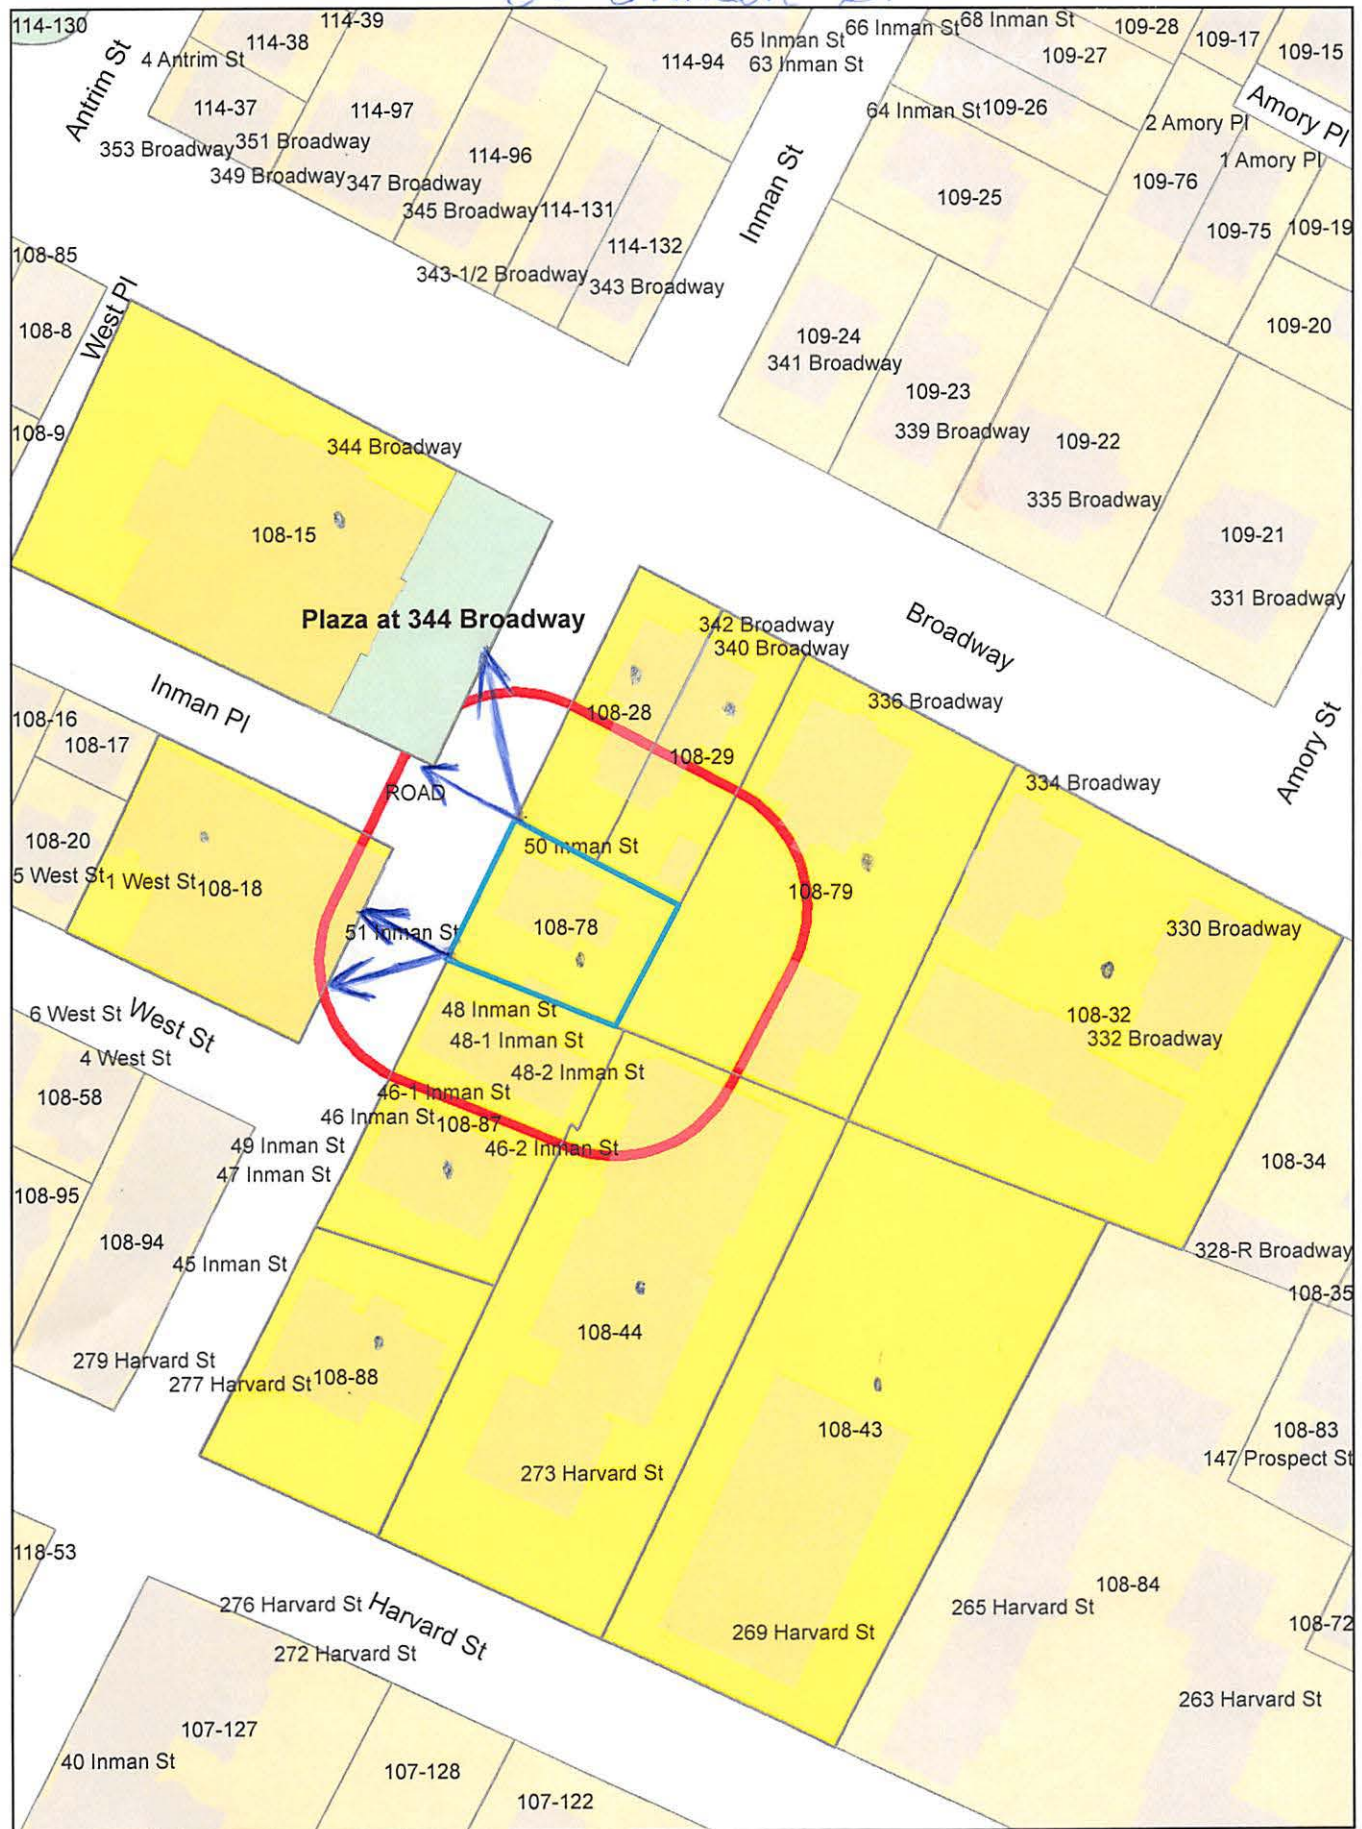 114-130
114-39
Antrim St
4 Antrim St
114-38
65 Inman St
66 Inman St
68 Inman St
109-28
109-17
109-15
114-94
63 Inman St
109-27
114-37
114-97
64 Inman St
109-26
Amory Pl
353 Broadway
351 Broadway
2 Amory Pl
349 Broadway
347 Broadway
114-96
1 Amory Pl
345 Broadway
114-131
Inman St
109-25
109-76
109-75
109-19
114-132
108-85
343-1/2 Broadway
343 Broadway
West Pl
108-8
109-24
109-20
341 Broadway
109-23
108-9
344 Broadway
339 Broadway
109-22
335 Broadway
108-15
109-21
331 Broadway
Plaza at 344 Broadway
342 Broadway
340 Broadway
Broadway
Inman Pl
336 Broadway
108-16
108-28
108-17
108-29
Amory St
ROAD
334 Broadway
108-20
50 Inman St
5 West St
1 West St
108-18
108-79
51 Inman St
108-78
330 Broadway
6 West St
West St
48 Inman St
108-32
48-1 Inman St
332 Broadway
4 West St
48-2 Inman St
108-58
46-1 Inman St
46 Inman St
108-87
49 Inman St
46-2 Inman St
47 Inman St
108-34
108-95
108-94
45 Inman St
328-R Broadway
108-35
108-44
279 Harvard St
277 Harvard St
108-88
108-43
108-83
147 Prospect St
273 Harvard St
118-53
108-84
276 Harvard St
Harvard St
265 Harvard St
108-72
272 Harvard St
269 Harvard St
263 Harvard St
107-127
40 Inman St
107-128
107-122